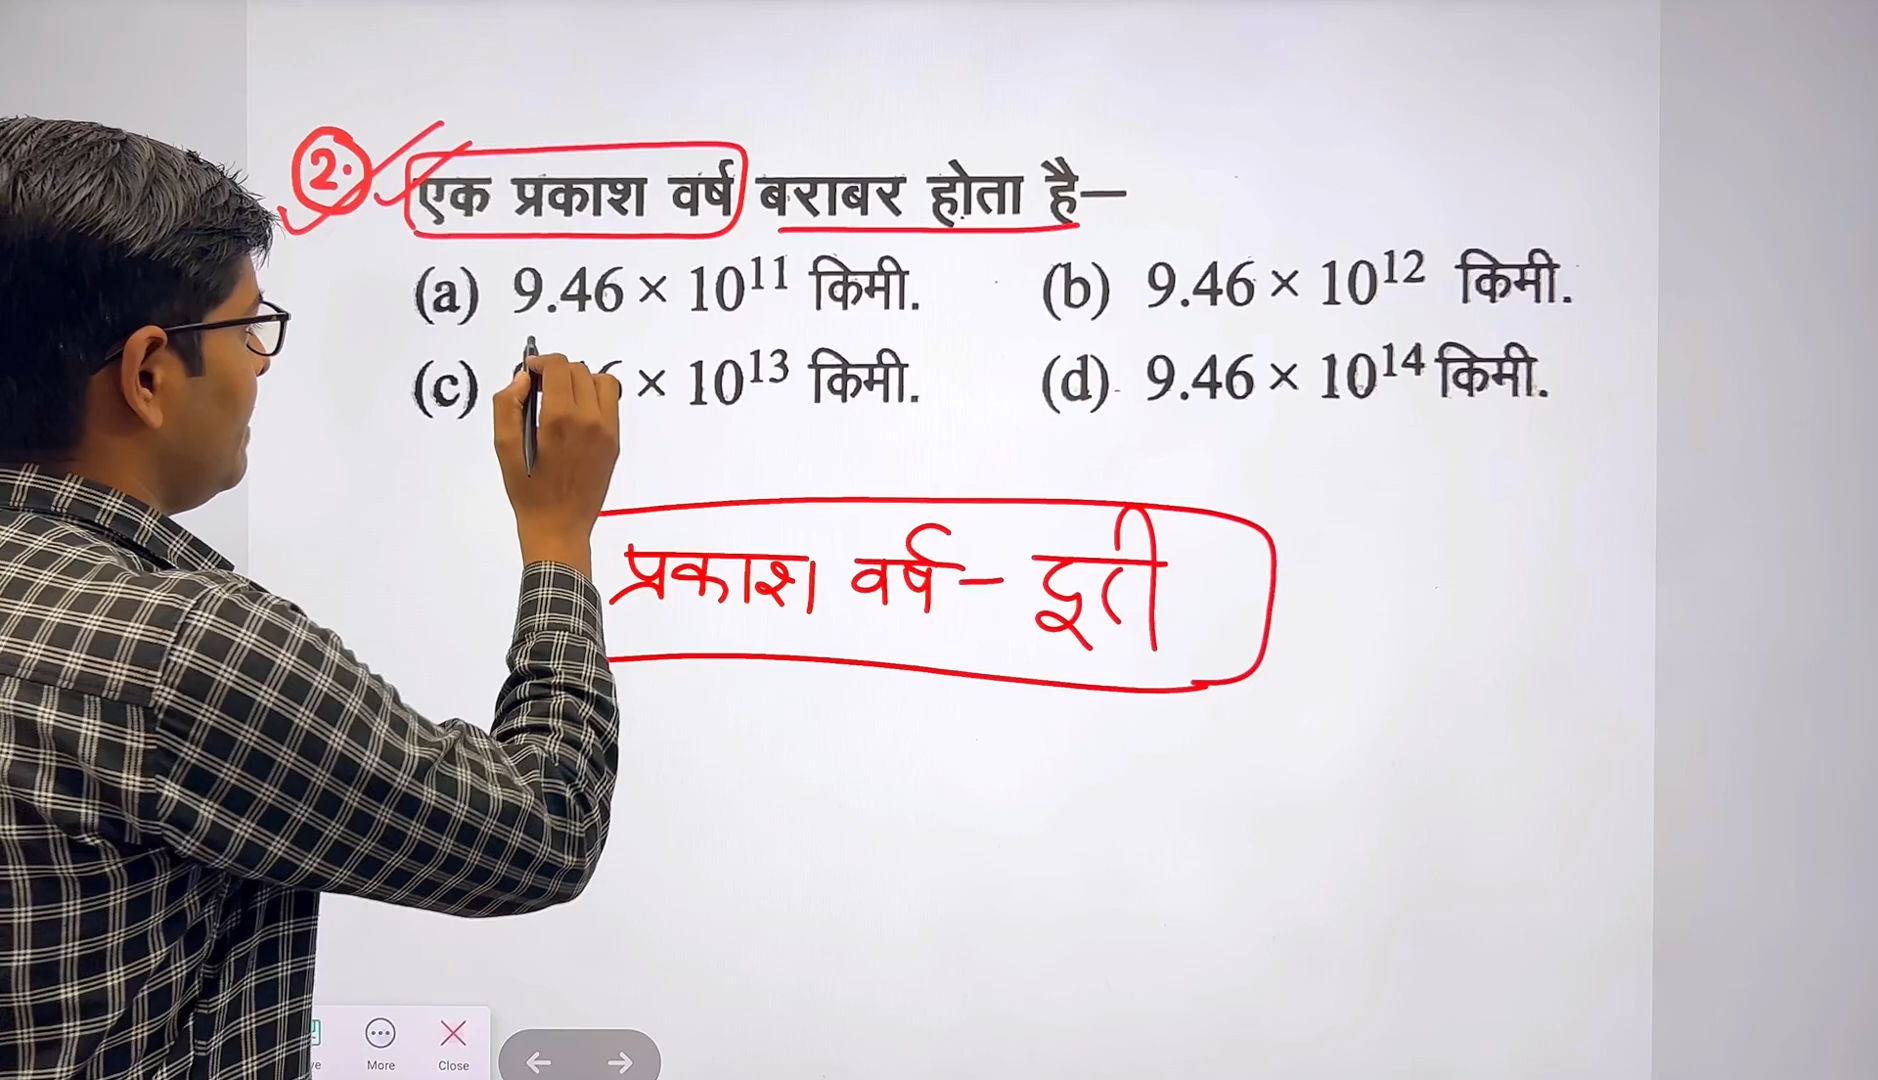 2.
एक प्रकाश वर्ष बराबर होता है–
(a) 9.46 × 10¹¹ किमी.
(b) 9.46 × 10¹² किमी.
(c) 6 × 10¹³ किमी.
(d) 9.46 × 10¹⁴ किमी.
प्रकाश वर्ष – दूरी
More
Close